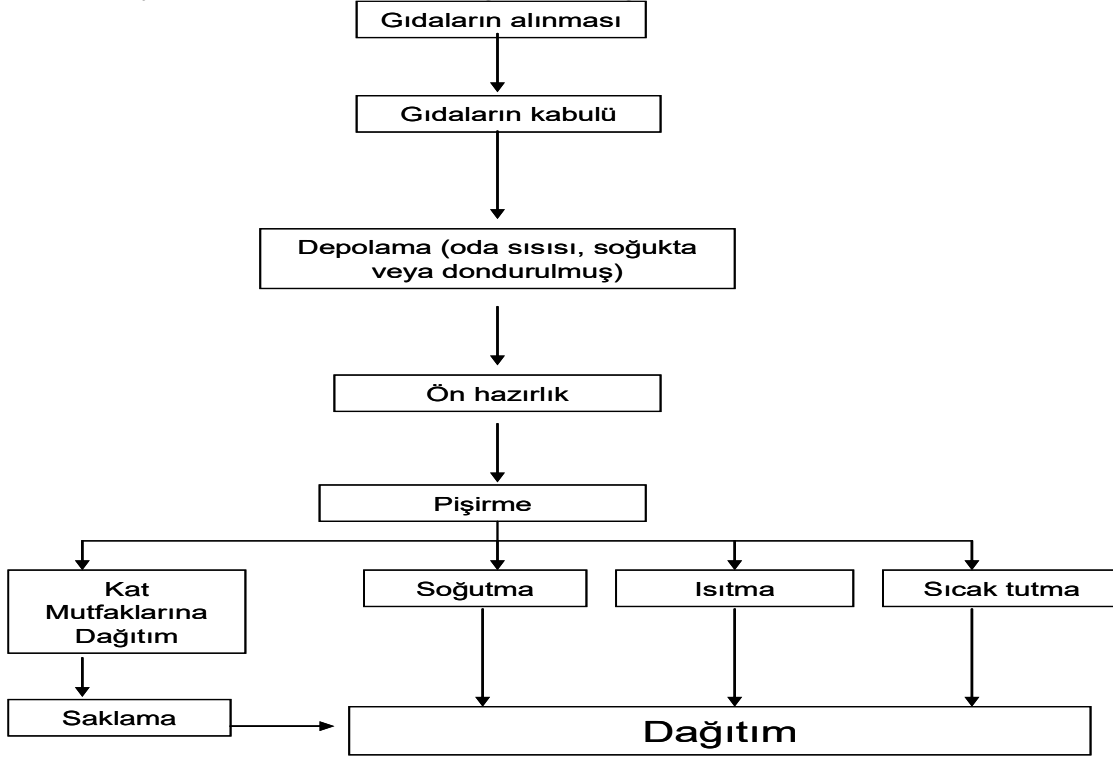 Gıdaların alınması
Gıdaların kabulü
Depolama (oda sısısı, soğukta
veya dondurulmuş)
Ön hazırlık
Pişirme
Kat
Mutfaklarına
Dağıtım
Soğutma
Isıtma
Sıcak tutma
Saklama
Dağıtım